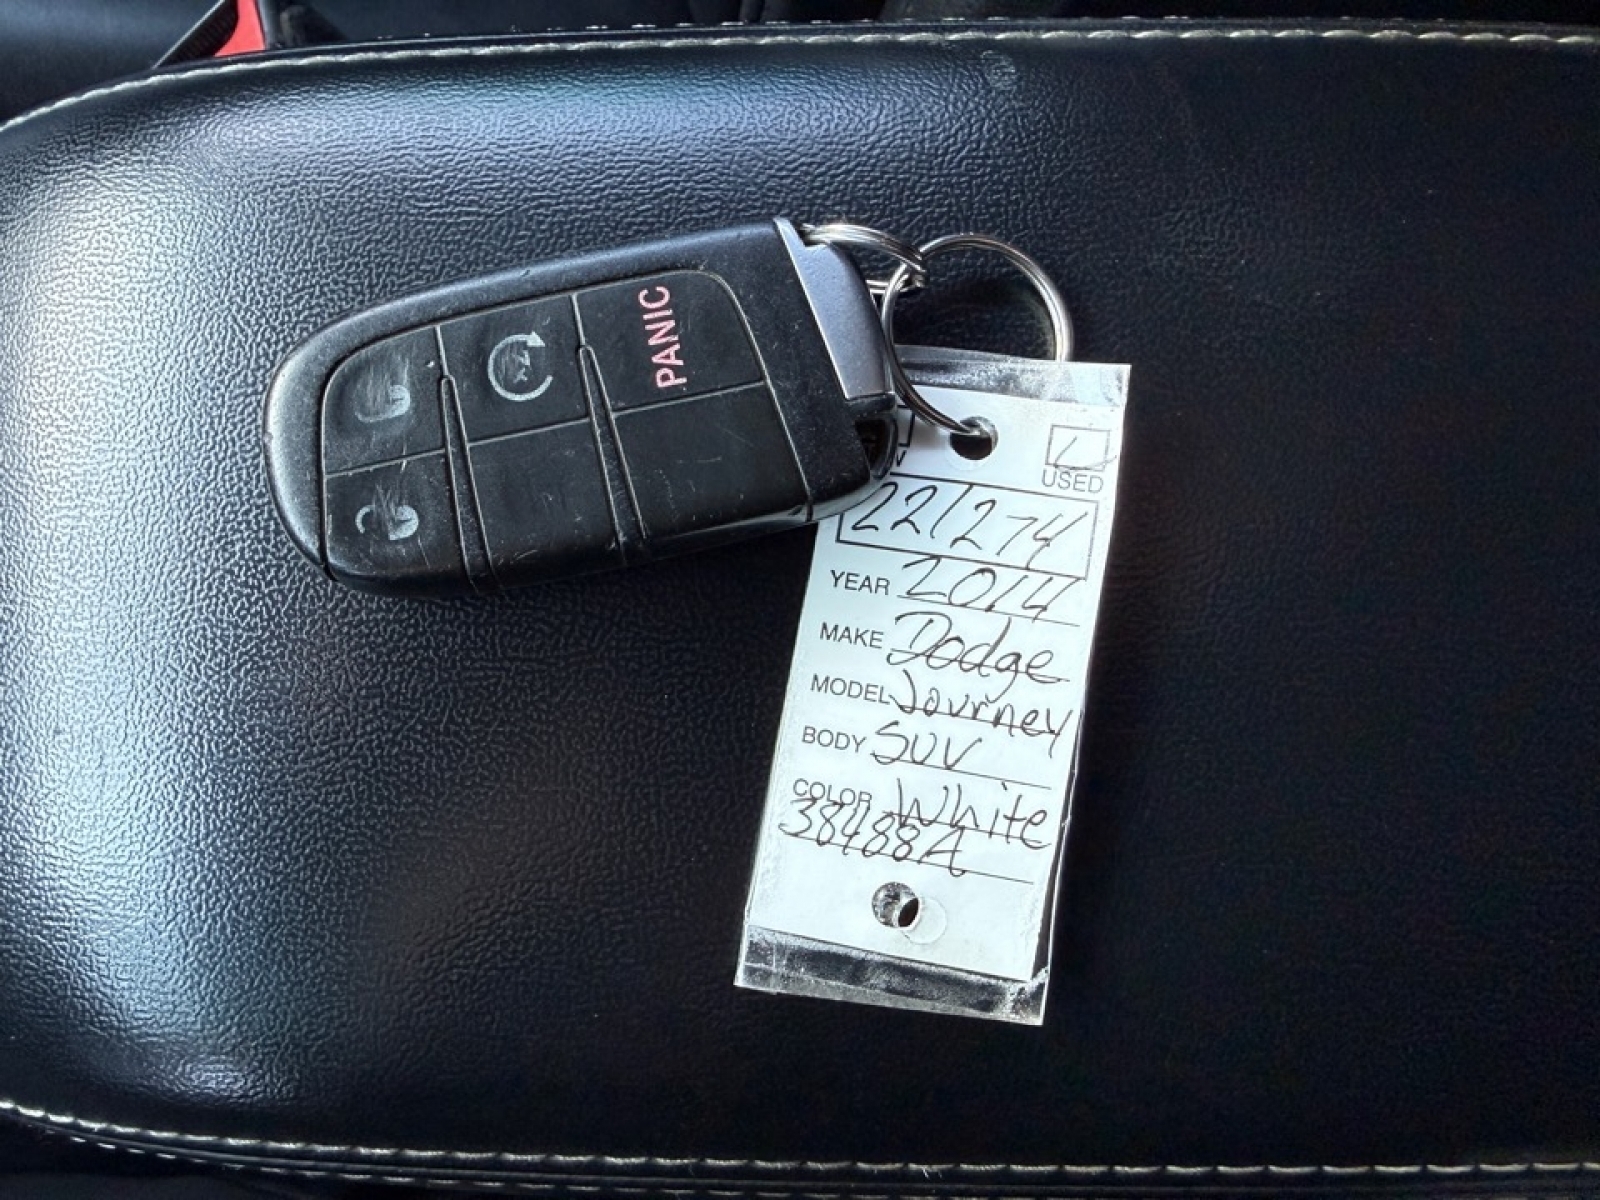 PANIC
USED
221274
YEAR 2014
MAKE Dodge
MODEL Journey
BODY SUV
COLOR White
38488A